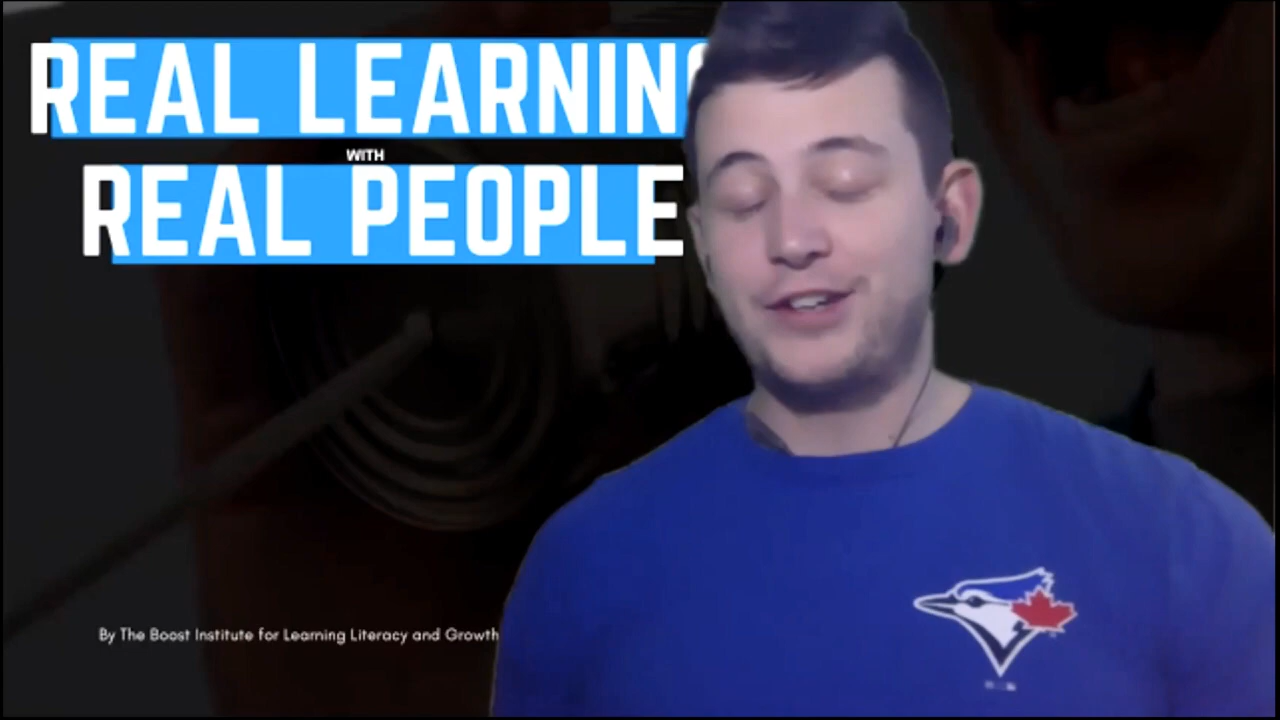 REAL LEARNIN
WITH
REAL PEOPLE
By The Boost Institute for Learning Literacy and Growth